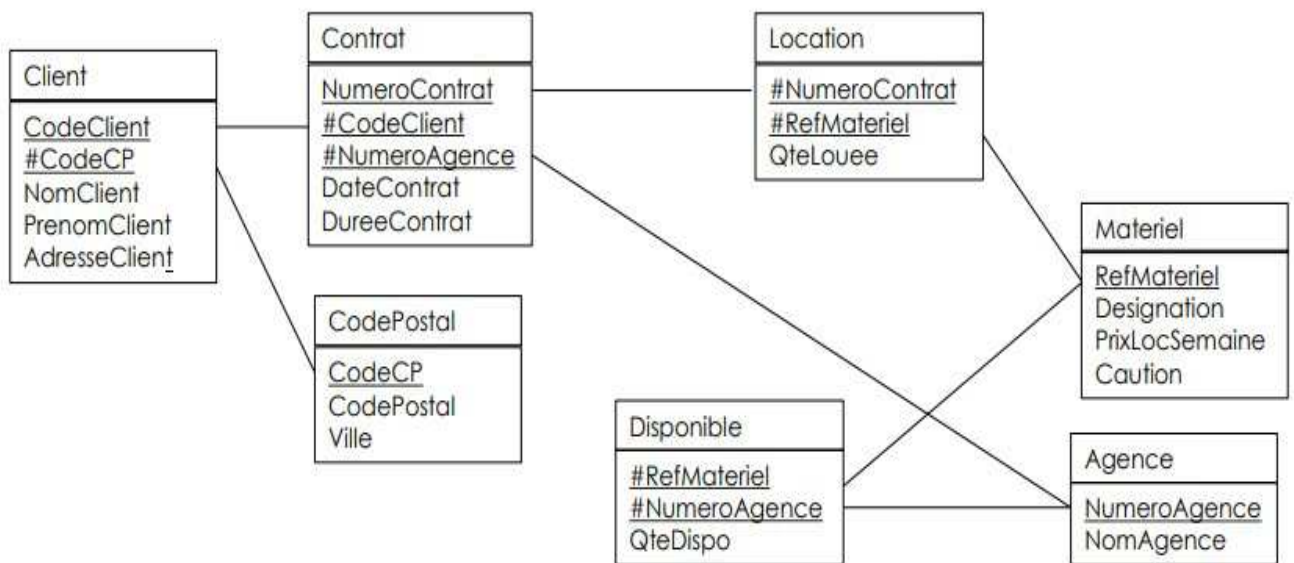 Client
CodeClient
#CodeCP
NomClient
PrenomClient
AdresseClient
Contrat
NumeroContrat
#CodeClient
#NumeroAgence
DateContrat
DureeContrat
Location
#NumeroContrat
#RefMateriel
QteLouee
Materiel
RefMateriel
Designation
PrixLocSemaine
Caution
CodePostal
CodeCP
CodePostal
Ville
Disponible
#RefMateriel
#NumeroAgence
QteDispo
Agence
NumeroAgence
NomAgence